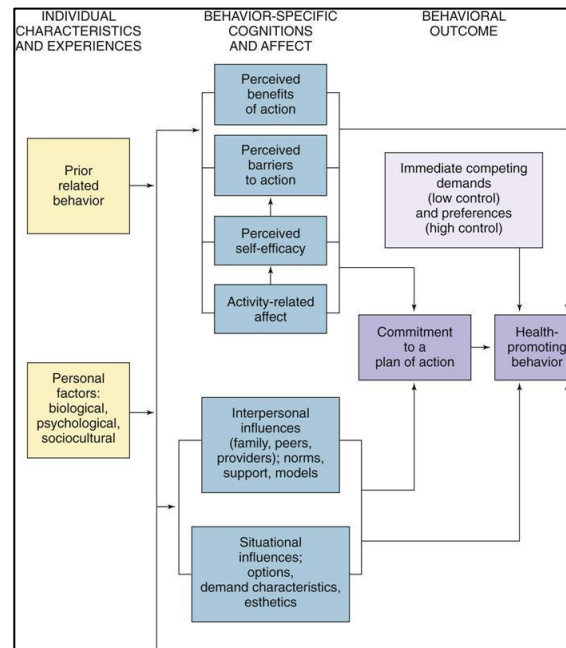 INDIVIDUAL
CHARACTERISTICS
AND EXPERIENCES
BEHAVIOR-SPECIFIC
COGNITIONS
AND AFFECT
BEHAVIORAL
OUTCOME
Prior
related
behavior
Personal
factors:
biological,
psychological,
sociocultural
Perceived
benefits
of action
Perceived
barriers
to action
Perceived
self-efficacy
Activity-related
affect
Interpersonal
influences
(family, peers,
providers); norms,
support, models
Situational
influences;
options,
demand characteristics,
esthetics
Immediate competing
demands
(low control)
and preferences
(high control)
Commitment
to a
plan of action
Health-
promoting
behavior